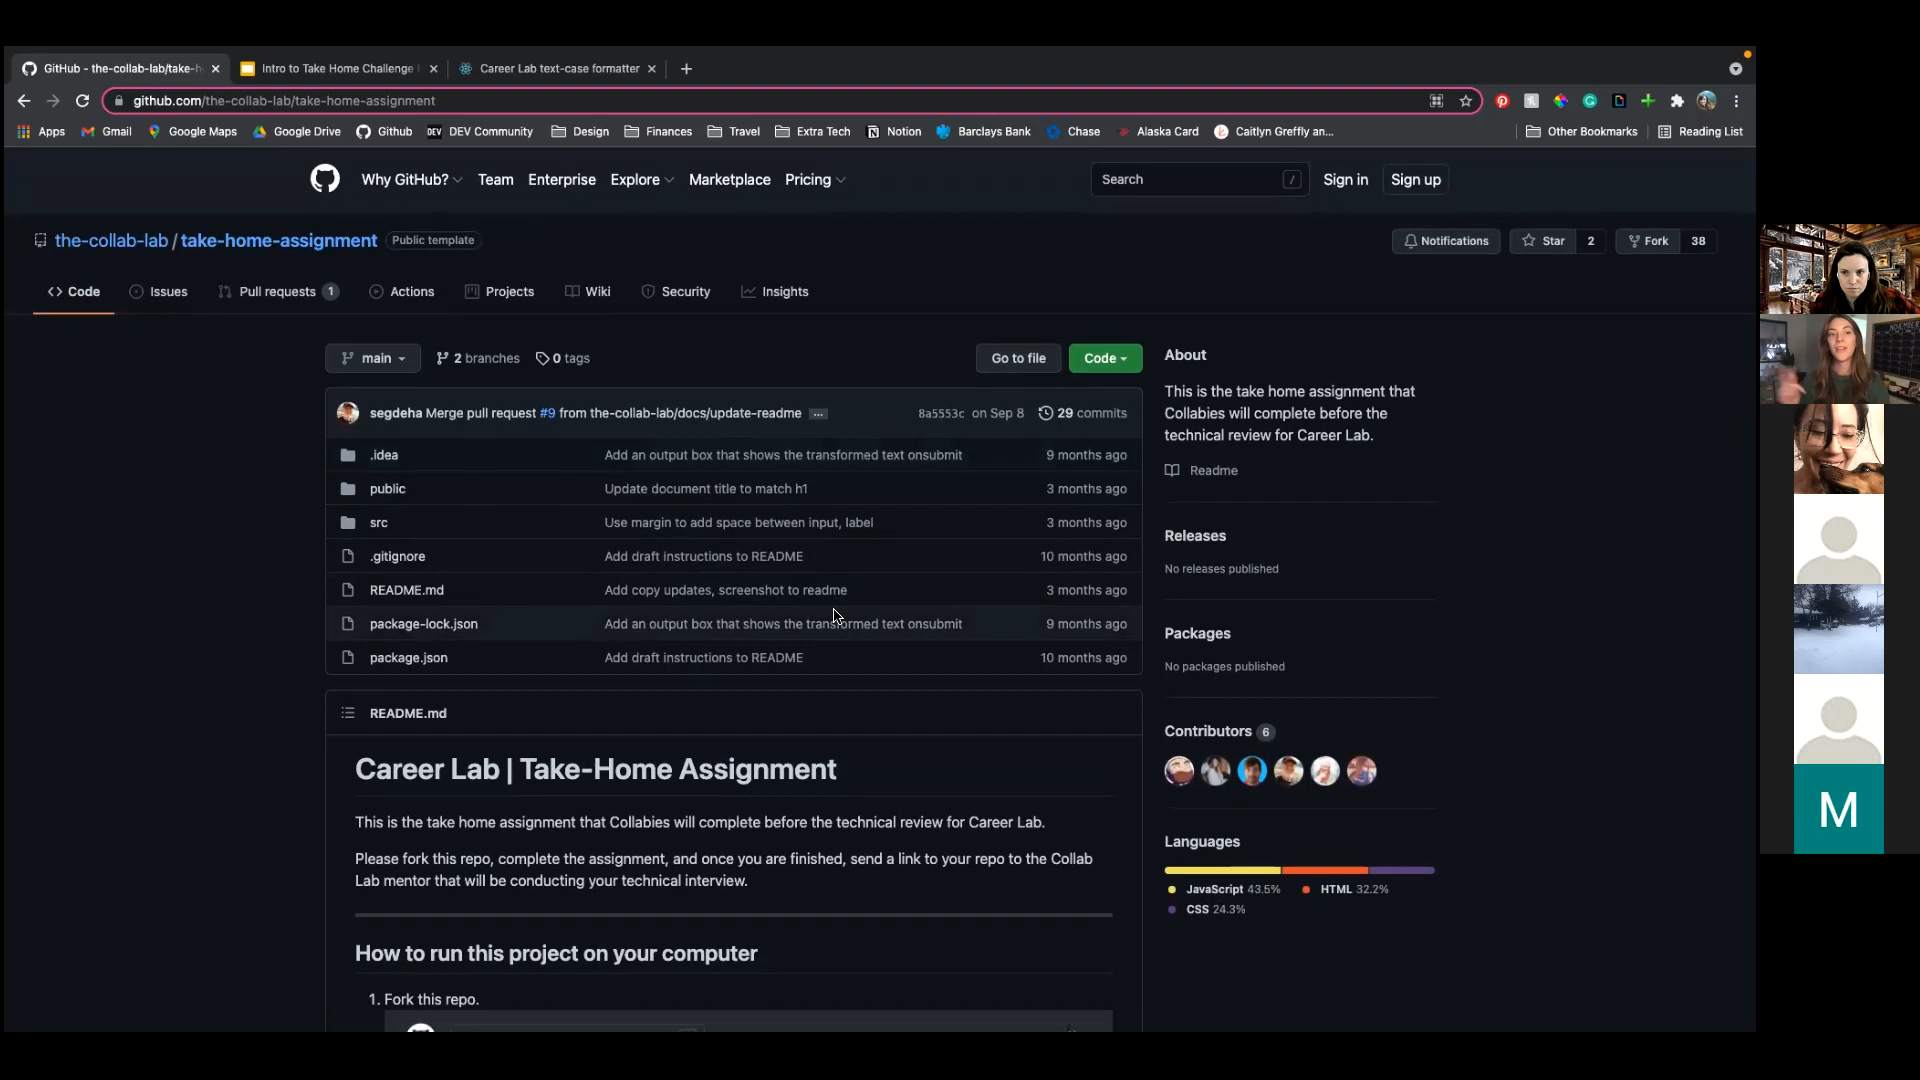 GitHub - the-collab-lab/take-h
Intro to Take Home Challenge
Career Lab text-case formatter
github.com/the-collab-lab/take-home-assignment
Apps
Gmail
Google Maps
Google Drive
Github
DEV DEV Community
Design
Finances
Travel
Extra Tech
Notion
Barclays Bank
Chase
Alaska Card
Caitlyn Greffly an...
Other Bookmarks
Reading List
Why GitHub?
Team
Enterprise
Explore
Marketplace
Pricing
Search
/
Sign in
Sign up
the-collab-lab / take-home-assignment
Public template
Notifications
Star 2
Fork 38
Code
Issues
Pull requests 1
Actions
Projects
Wiki
Security
Insights
main
2 branches
0 tags
Go to file
Code
segdeha Merge pull request #9 from the-collab-lab/docs/update-readme ... 8a5553c on Sep 8 29 commits
.idea Add an output box that shows the transformed text onsubmit 9 months ago
public Update document title to match h1 3 months ago
src Use margin to add space between input, label 3 months ago
.gitignore Add draft instructions to README 10 months ago
README.md Add copy updates, screenshot to readme 3 months ago
package-lock.json Add an output box that shows the transformed text onsubmit 9 months ago
package.json Add draft instructions to README 10 months ago
README.md
Career Lab | Take-Home Assignment
This is the take home assignment that Collabies will complete before the technical review for Career Lab.
Please fork this repo, complete the assignment, and once you are finished, send a link to your repo to the Collab
Lab mentor that will be conducting your technical interview.
How to run this project on your computer
1. Fork this repo.
About
This is the take home assignment that
Collabies will complete before the
technical review for Career Lab.
Readme
Releases
No releases published
Packages
No packages published
Contributors 6
Languages
JavaScript 43.5%
HTML 32.2%
CSS 24.3%
M